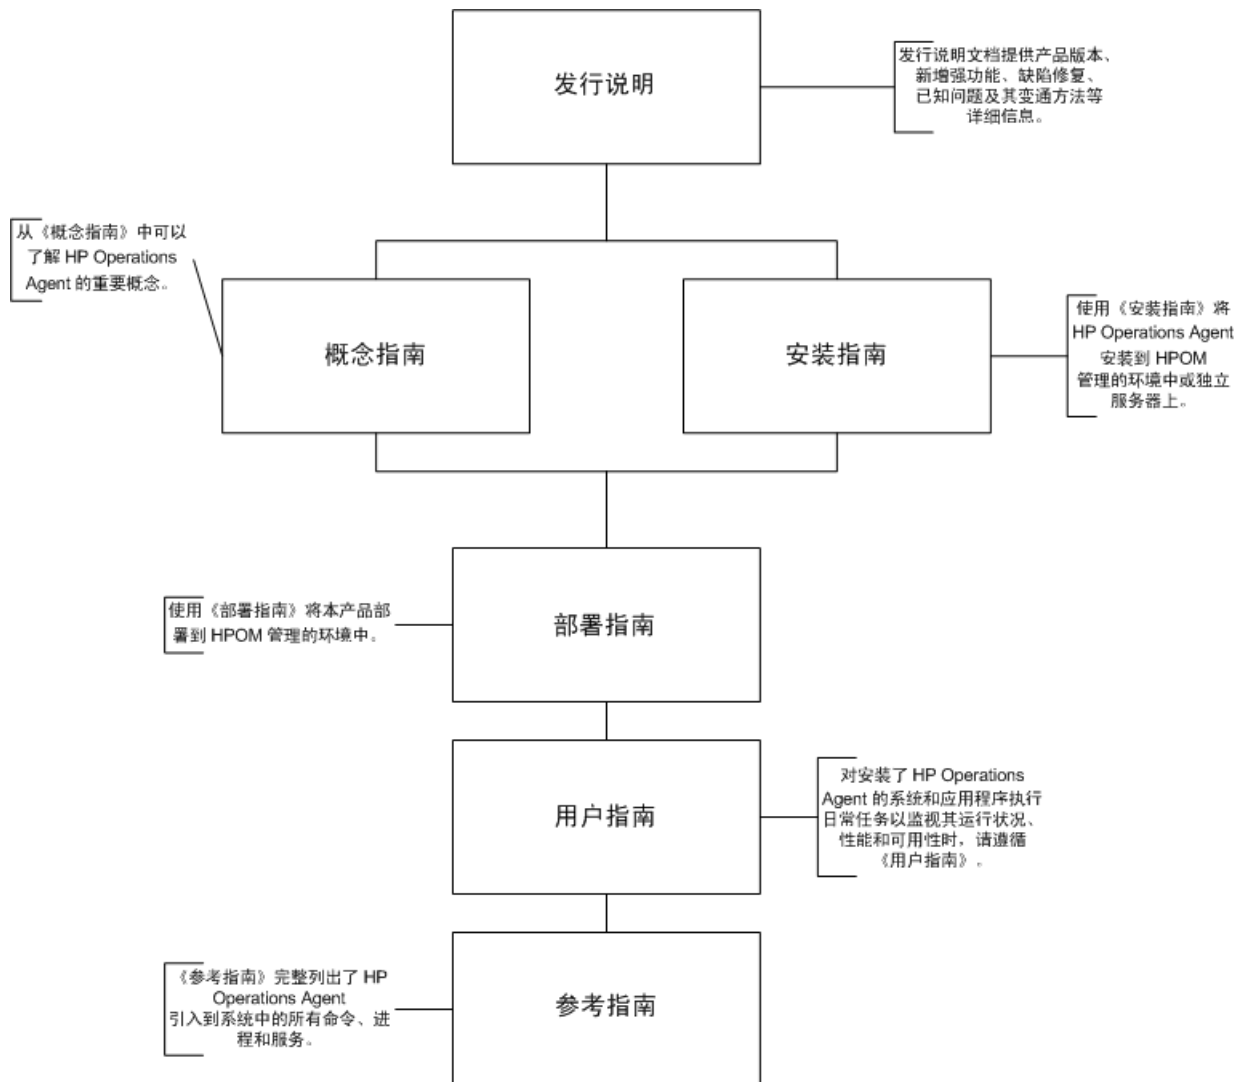 发行说明
发行说明文档提供产品版本、
新增强功能、缺陷修复、
已知问题及其变通方法等
详细信息。
从《概念指南》中可以
了解 HP Operations
Agent 的重要概念。
概念指南
安装指南
使用《安装指南》将
HP Operations Agent
安装到 HPOM
管理的环境中或独立
服务器上。
使用《部署指南》将本产品部
署到 HPOM 管理的环境中。
部署指南
用户指南
对安装了 HP Operations
Agent 的系统和应用程序执行
日常任务以监视其运行状况、
性能和可用性时，请遵循
《用户指南》。
《参考指南》完整列出了 HP
Operations Agent
引入到系统中的所有命令、进
程和服务。
参考指南